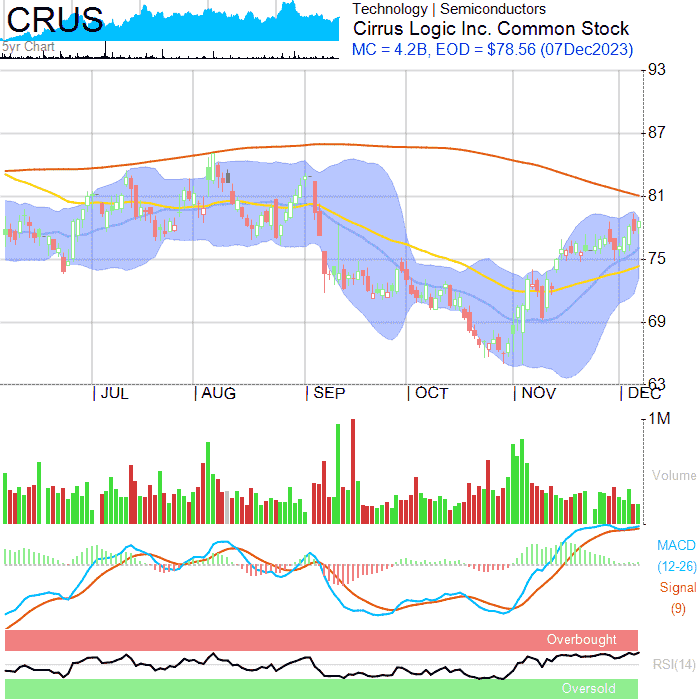 CRUS
5yr Chart
Technology | Semiconductors
Cirrus Logic Inc. Common Stock
MC = 4.2B, EOD = $78.56 (07Dec2023)
93
87
81
75
69
63
JUL AUG SEP OCT NOV DEC
1M
Volume
MACD
(12-26)
Signal
(9)
Overbought
RSI(14)
Oversold